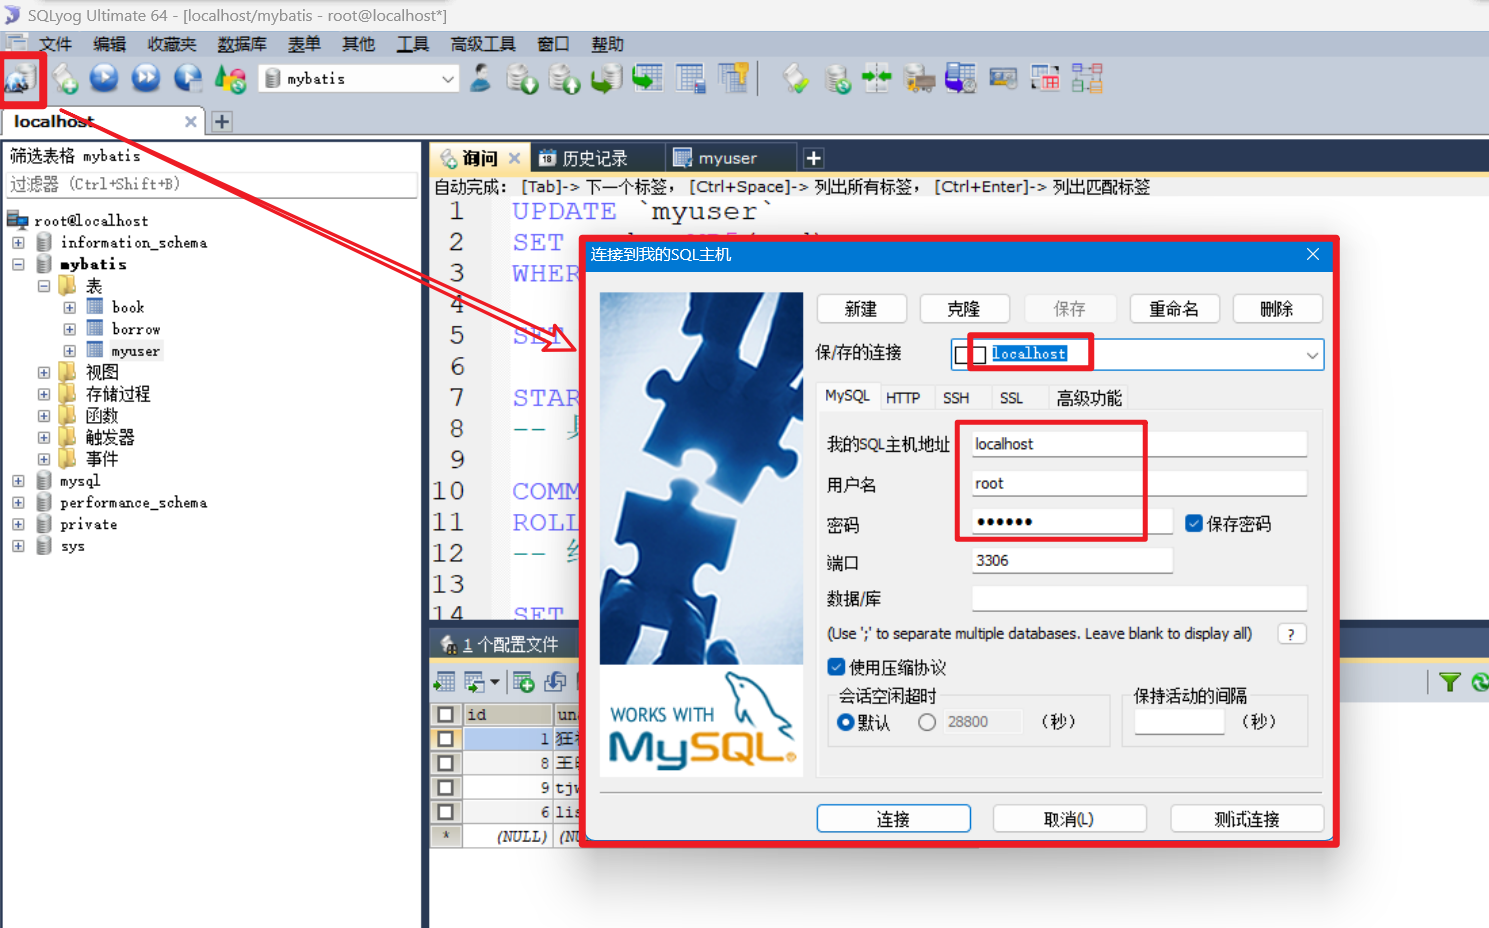 SQLyog Ultimate 64 - [localhost/mybatis - root@localhost*]
文件 编辑 收藏夹 数据库 表单 其他 工具 高级工具 窗口 帮助
mybatis
localhost
筛选表格 mybatis
过滤器 (Ctrl+Shift+B)
root@localhost
information_schema
mybatis
表
book
borrow
myuser
视图
存储过程
函数
触发器
事件
mysql
performance_schema
private
sys
询问 历史记录 myuser
自动完成: [Tab]-> 下一个标签, [Ctrl+Space]-> 列出所有标签, [Ctrl+Enter]-> 列出匹配标签
1 UPDATE `myuser`
2 SET
3 WHER
4
5 SET
6
7 STAR
8 --
9
10 COMM
11 ROLL
12 --
13
14 SET
1 个配置文件
id
1
8
9 tjw
6 lis
* (NULL)
连接到我的SQL主机
新建 克隆 保存 重命名 删除
保/存的连接 localhost
MySQL HTTP SSH SSL 高级功能
我的SQL主机地址 localhost
用户名 root
密码 ●●●●●● 保存密码
端口 3306
数据/库
(Use ';' to separate multiple databases. Leave blank to display all) ?
使用压缩协议
会话空闲超时 保持活动的间隔
默认 28800 (秒) (秒)
WORKS WITH
MySQL
连接 取消(L) 测试连接